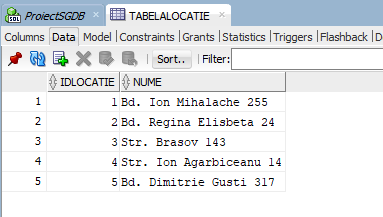 SQL ProiectSGDB TABELALOCATIE
Columns Data Model Constraints Grants Statistics Triggers Flashback D
Sort.. Filter:
IDLOCATIE NUME
1 1 Bd. Ion Mihalache 255
2 2 Bd. Regina Elisbeta 24
3 3 Str. Brasov 143
4 4 Str. Ion Agarbiceanu 14
5 5 Bd. Dimitrie Gusti 317